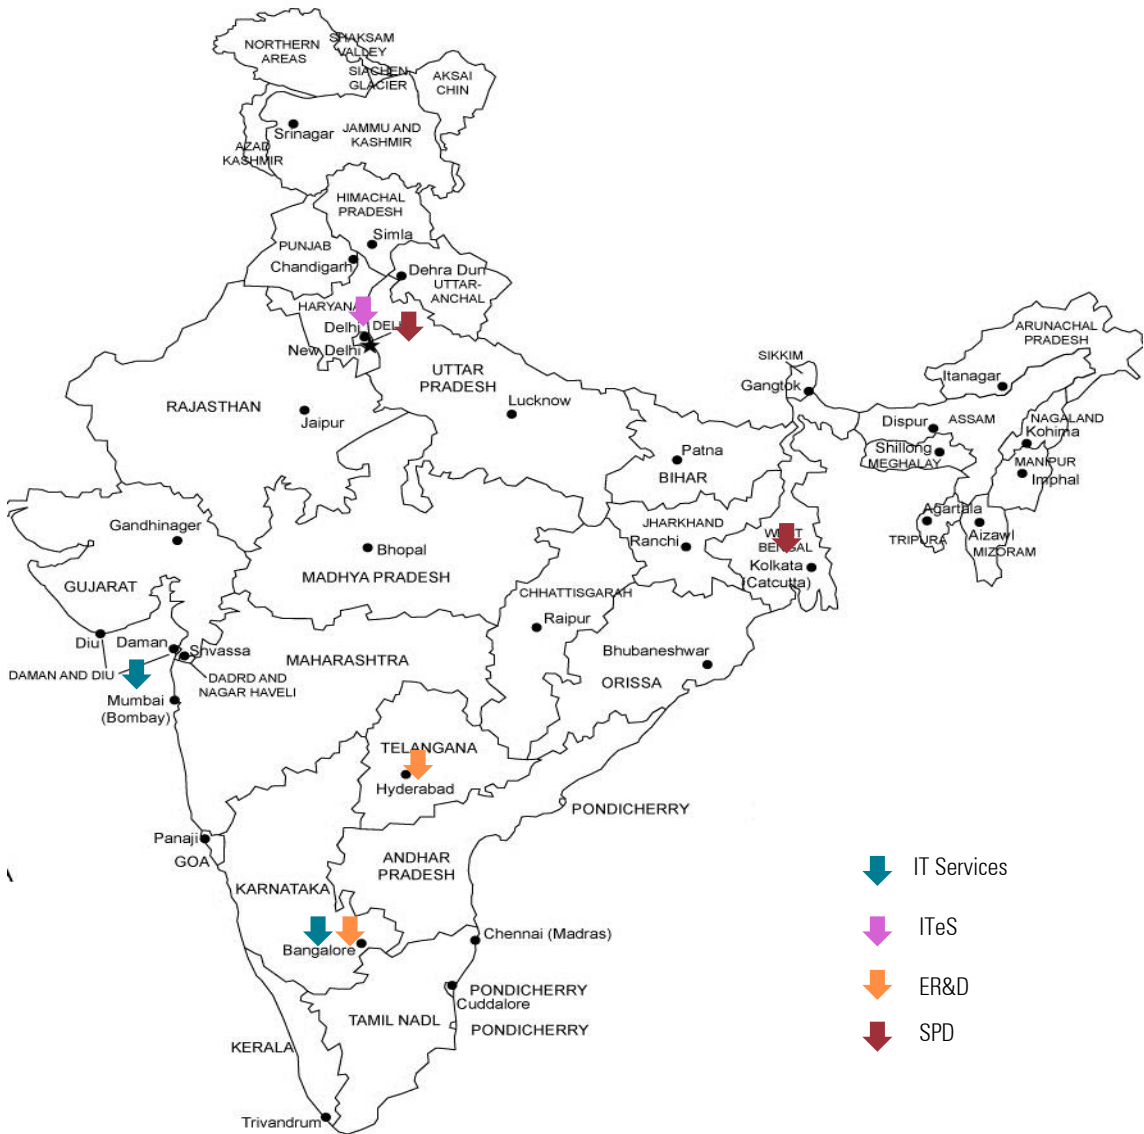 NORTHERN
AREAS
SHAKSAM
VALLEY
SIACHEN
GLACIER
AKSAI
CHIN
Srinagar
JAMMU AND
KASHMIR
AZAD
KASHMIR
HIMACHAL
PRADESH
Simla
PUNJAB
Chandigarh
Dehra Dun
UTTAR-
ANCHAL
HARYANA
Delhi
New Delhi
UTTAR
PRADESH
Lucknow
RAJASTHAN
Jaipur
SIKKIM
Gangtok
ARUNACHAL
PRADESH
Itanagar
Dispur
ASSAM
NAGALAND
Kohima
Shillong
MEGHALAY
MANIPUR
Imphal
Patna
BIHAR
Agartala
TRIPURA
Aizawl
MIZORAM
JHARKHAND
Ranchi
BENGAL
Kolkata
(Catcutta)
Gandhinager
GUJARAT
Bhopal
MADHYA PRADESH
CHHATTISGARAH
Raipur
Bhubaneshwar
ORISSA
Diu
Daman
Shvassa
DAMAN AND DIU
DADRD AND
NAGAR HAVELI
MAHARASHTRA
Mumbai
(Bombay)
TELANGANA
Hyderabad
PONDICHERRY
Panaji
GOA
ANDHAR
PRADESH
KARNATAKA
Bangalore
Chennai (Madras)
PONDICHERRY
Cuddalore
TAMIL NADL
PONDICHERRY
KERALA
Trivandrum
IT Services
ITeS
ER&D
SPD